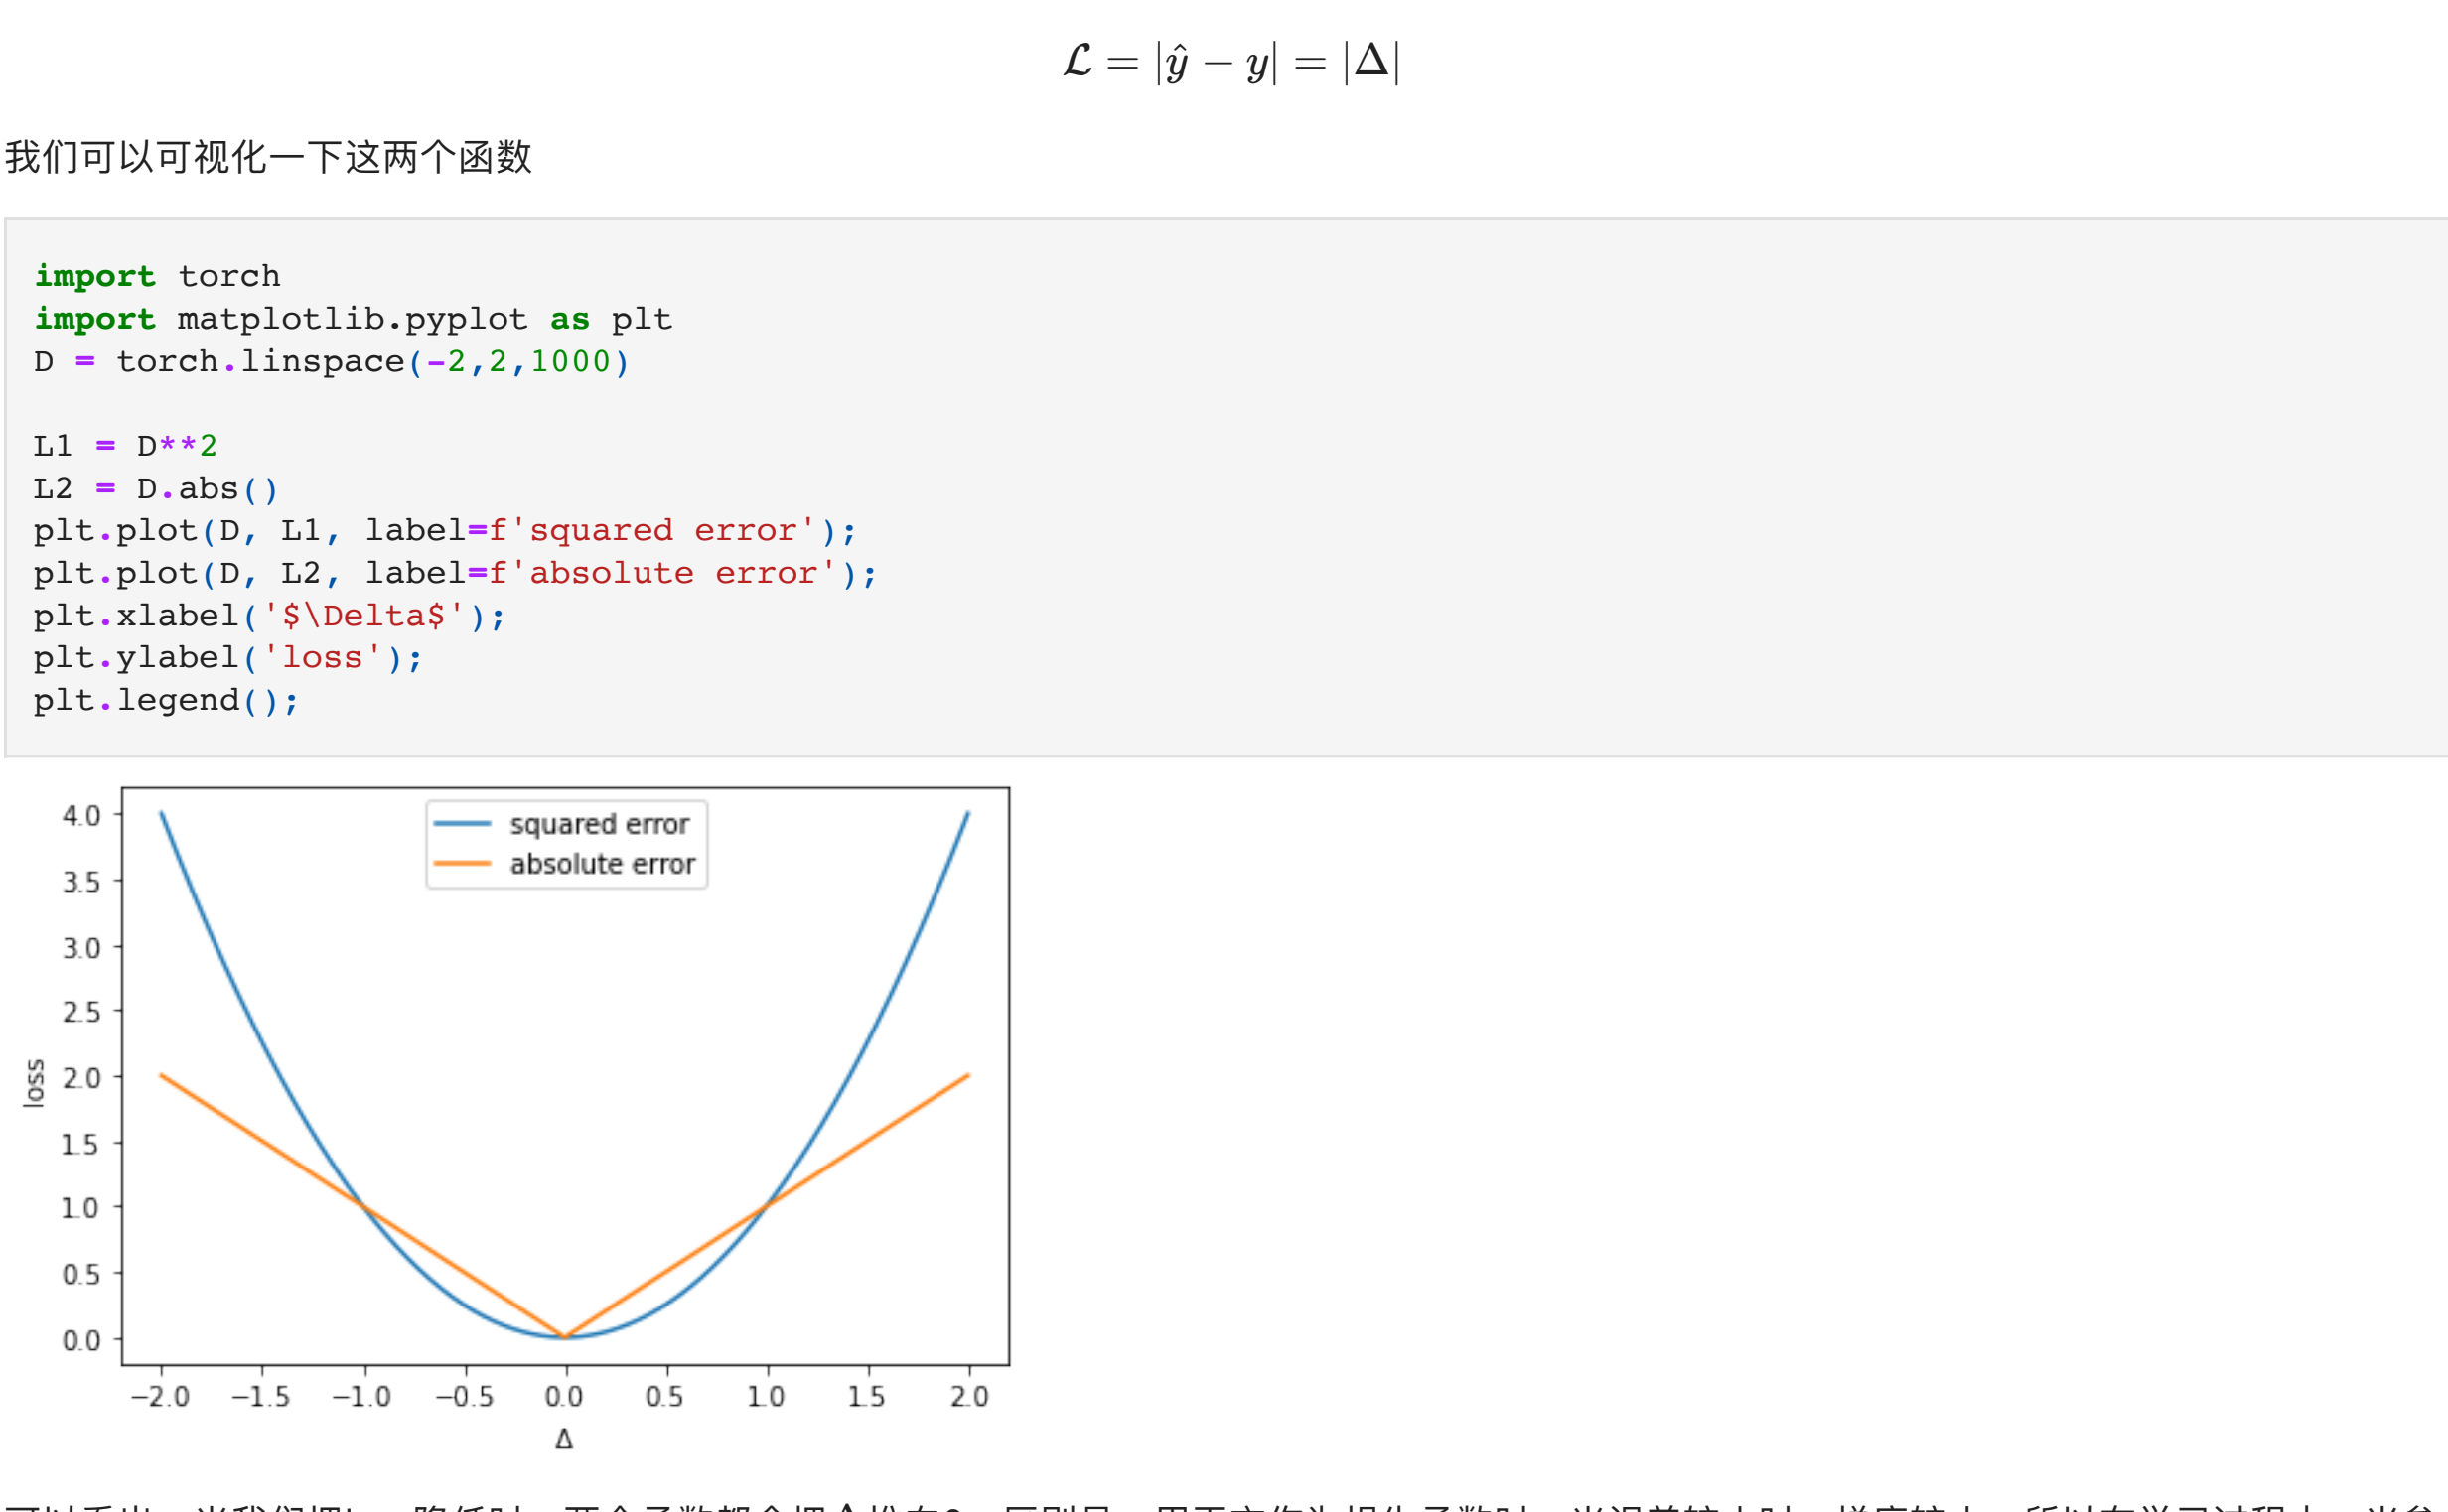 ℒ = |ŷ − y| = |Δ|
我们可以可视化一下这两个函数
import torch
import matplotlib.pyplot as plt
D = torch.linspace(-2,2,1000)
L1 = D**2
L2 = D.abs()
plt.plot(D, L1, label=f'squared error');
plt.plot(D, L2, label=f'absolute error');
plt.xlabel('$\Delta$');
plt.ylabel('loss');
plt.legend();
squared error
absolute error
4.0
3.5
3.0
2.5
2.0
1.5
1.0
0.5
0.0
loss
−2.0 −1.5 −1.0 −0.5 0.0 0.5 1.0 1.5 2.0
Δ